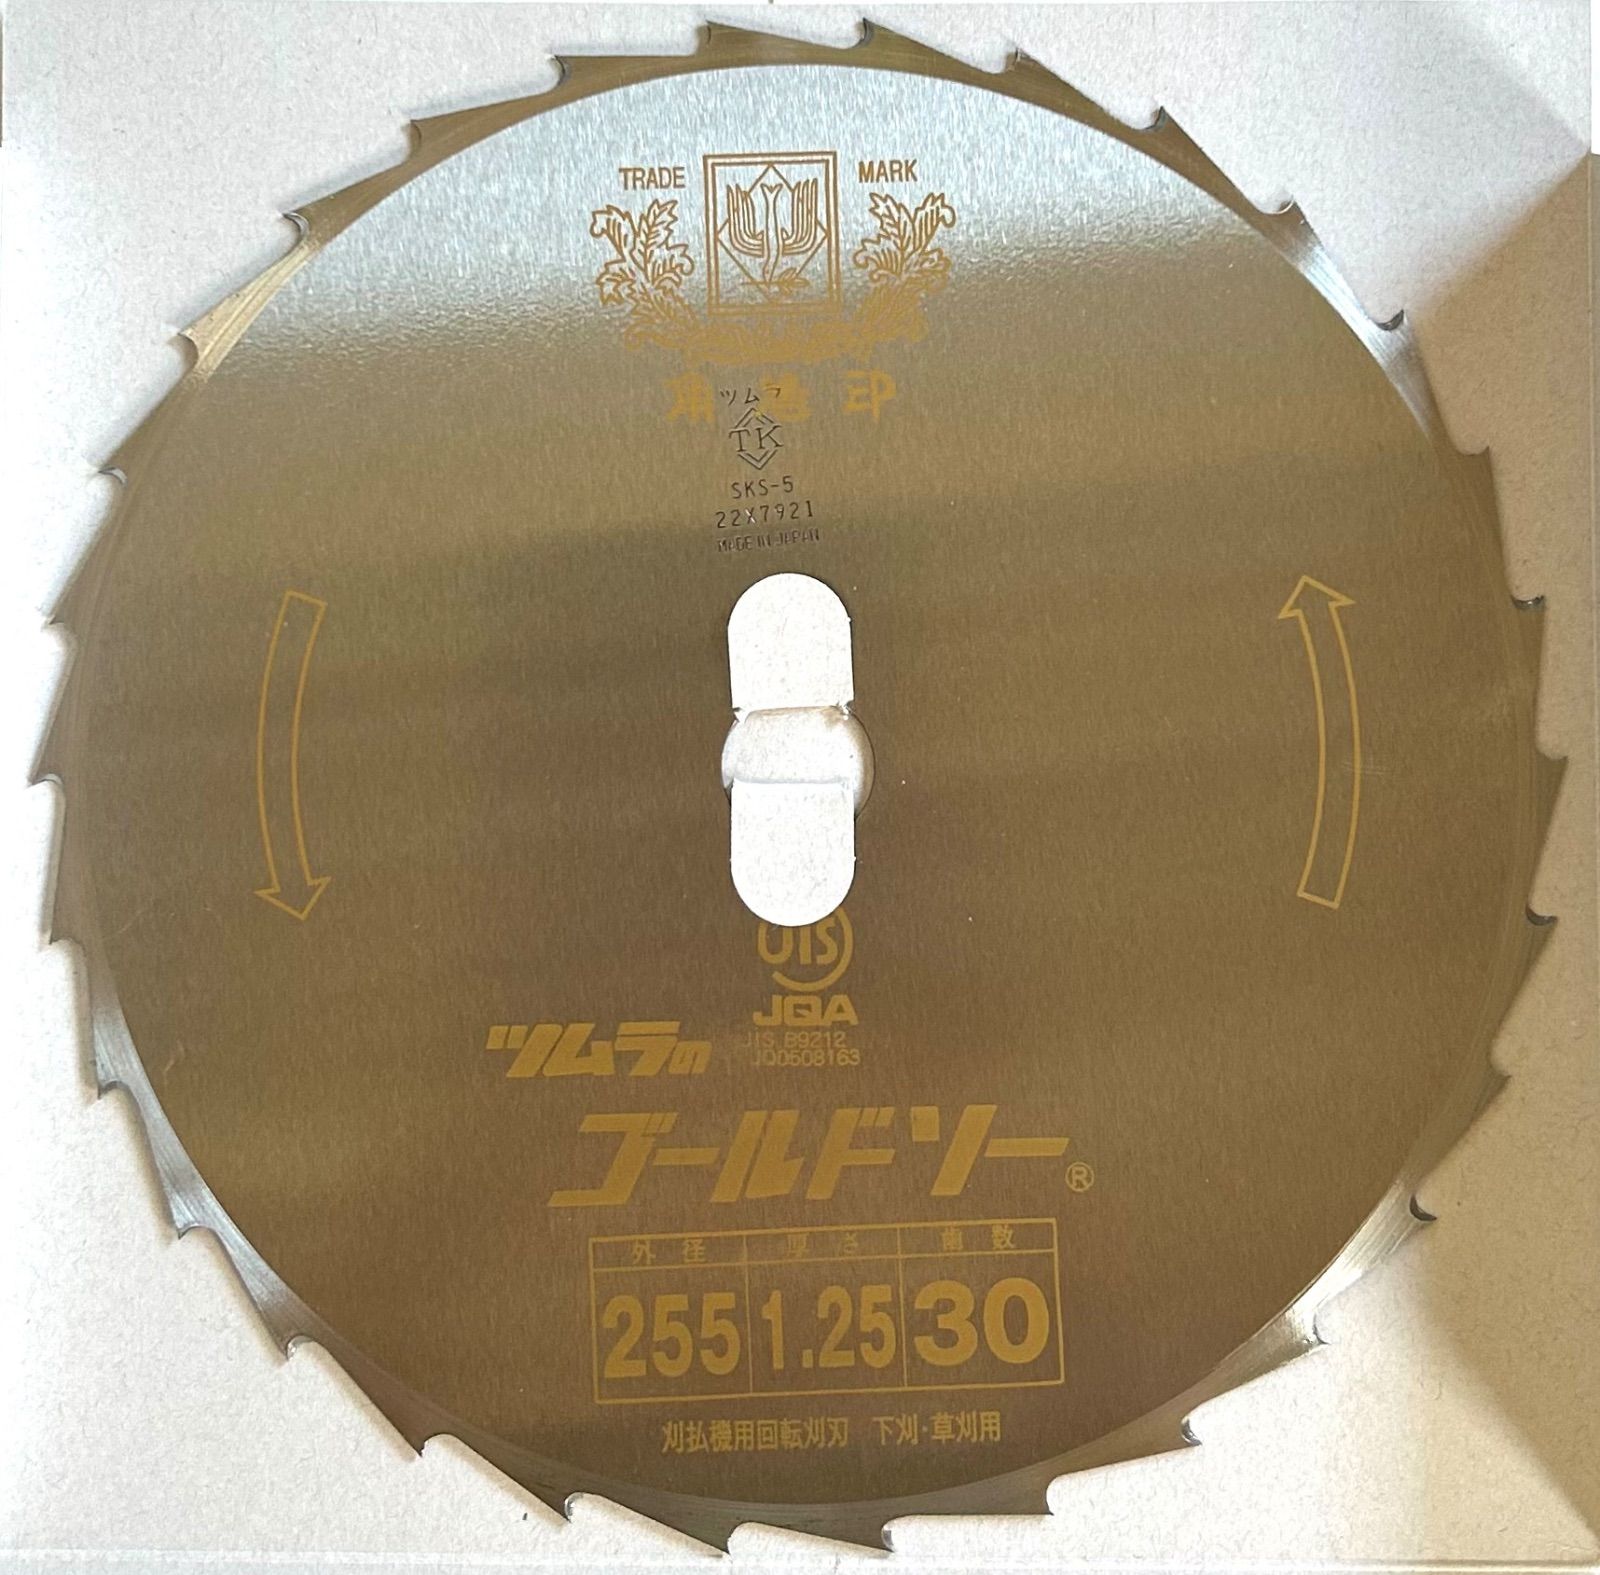 TRADE MARK
印
ツムラ
TK
SKS-5
22X7921
MADE IN JAPAN
JIS
JQA
JIS B9212
JQ0508163
ツムラの
ゴールドソー®
外径 厚さ 歯数
255 1.25 30
刈払機用回転刈刃 下刈・草刈用